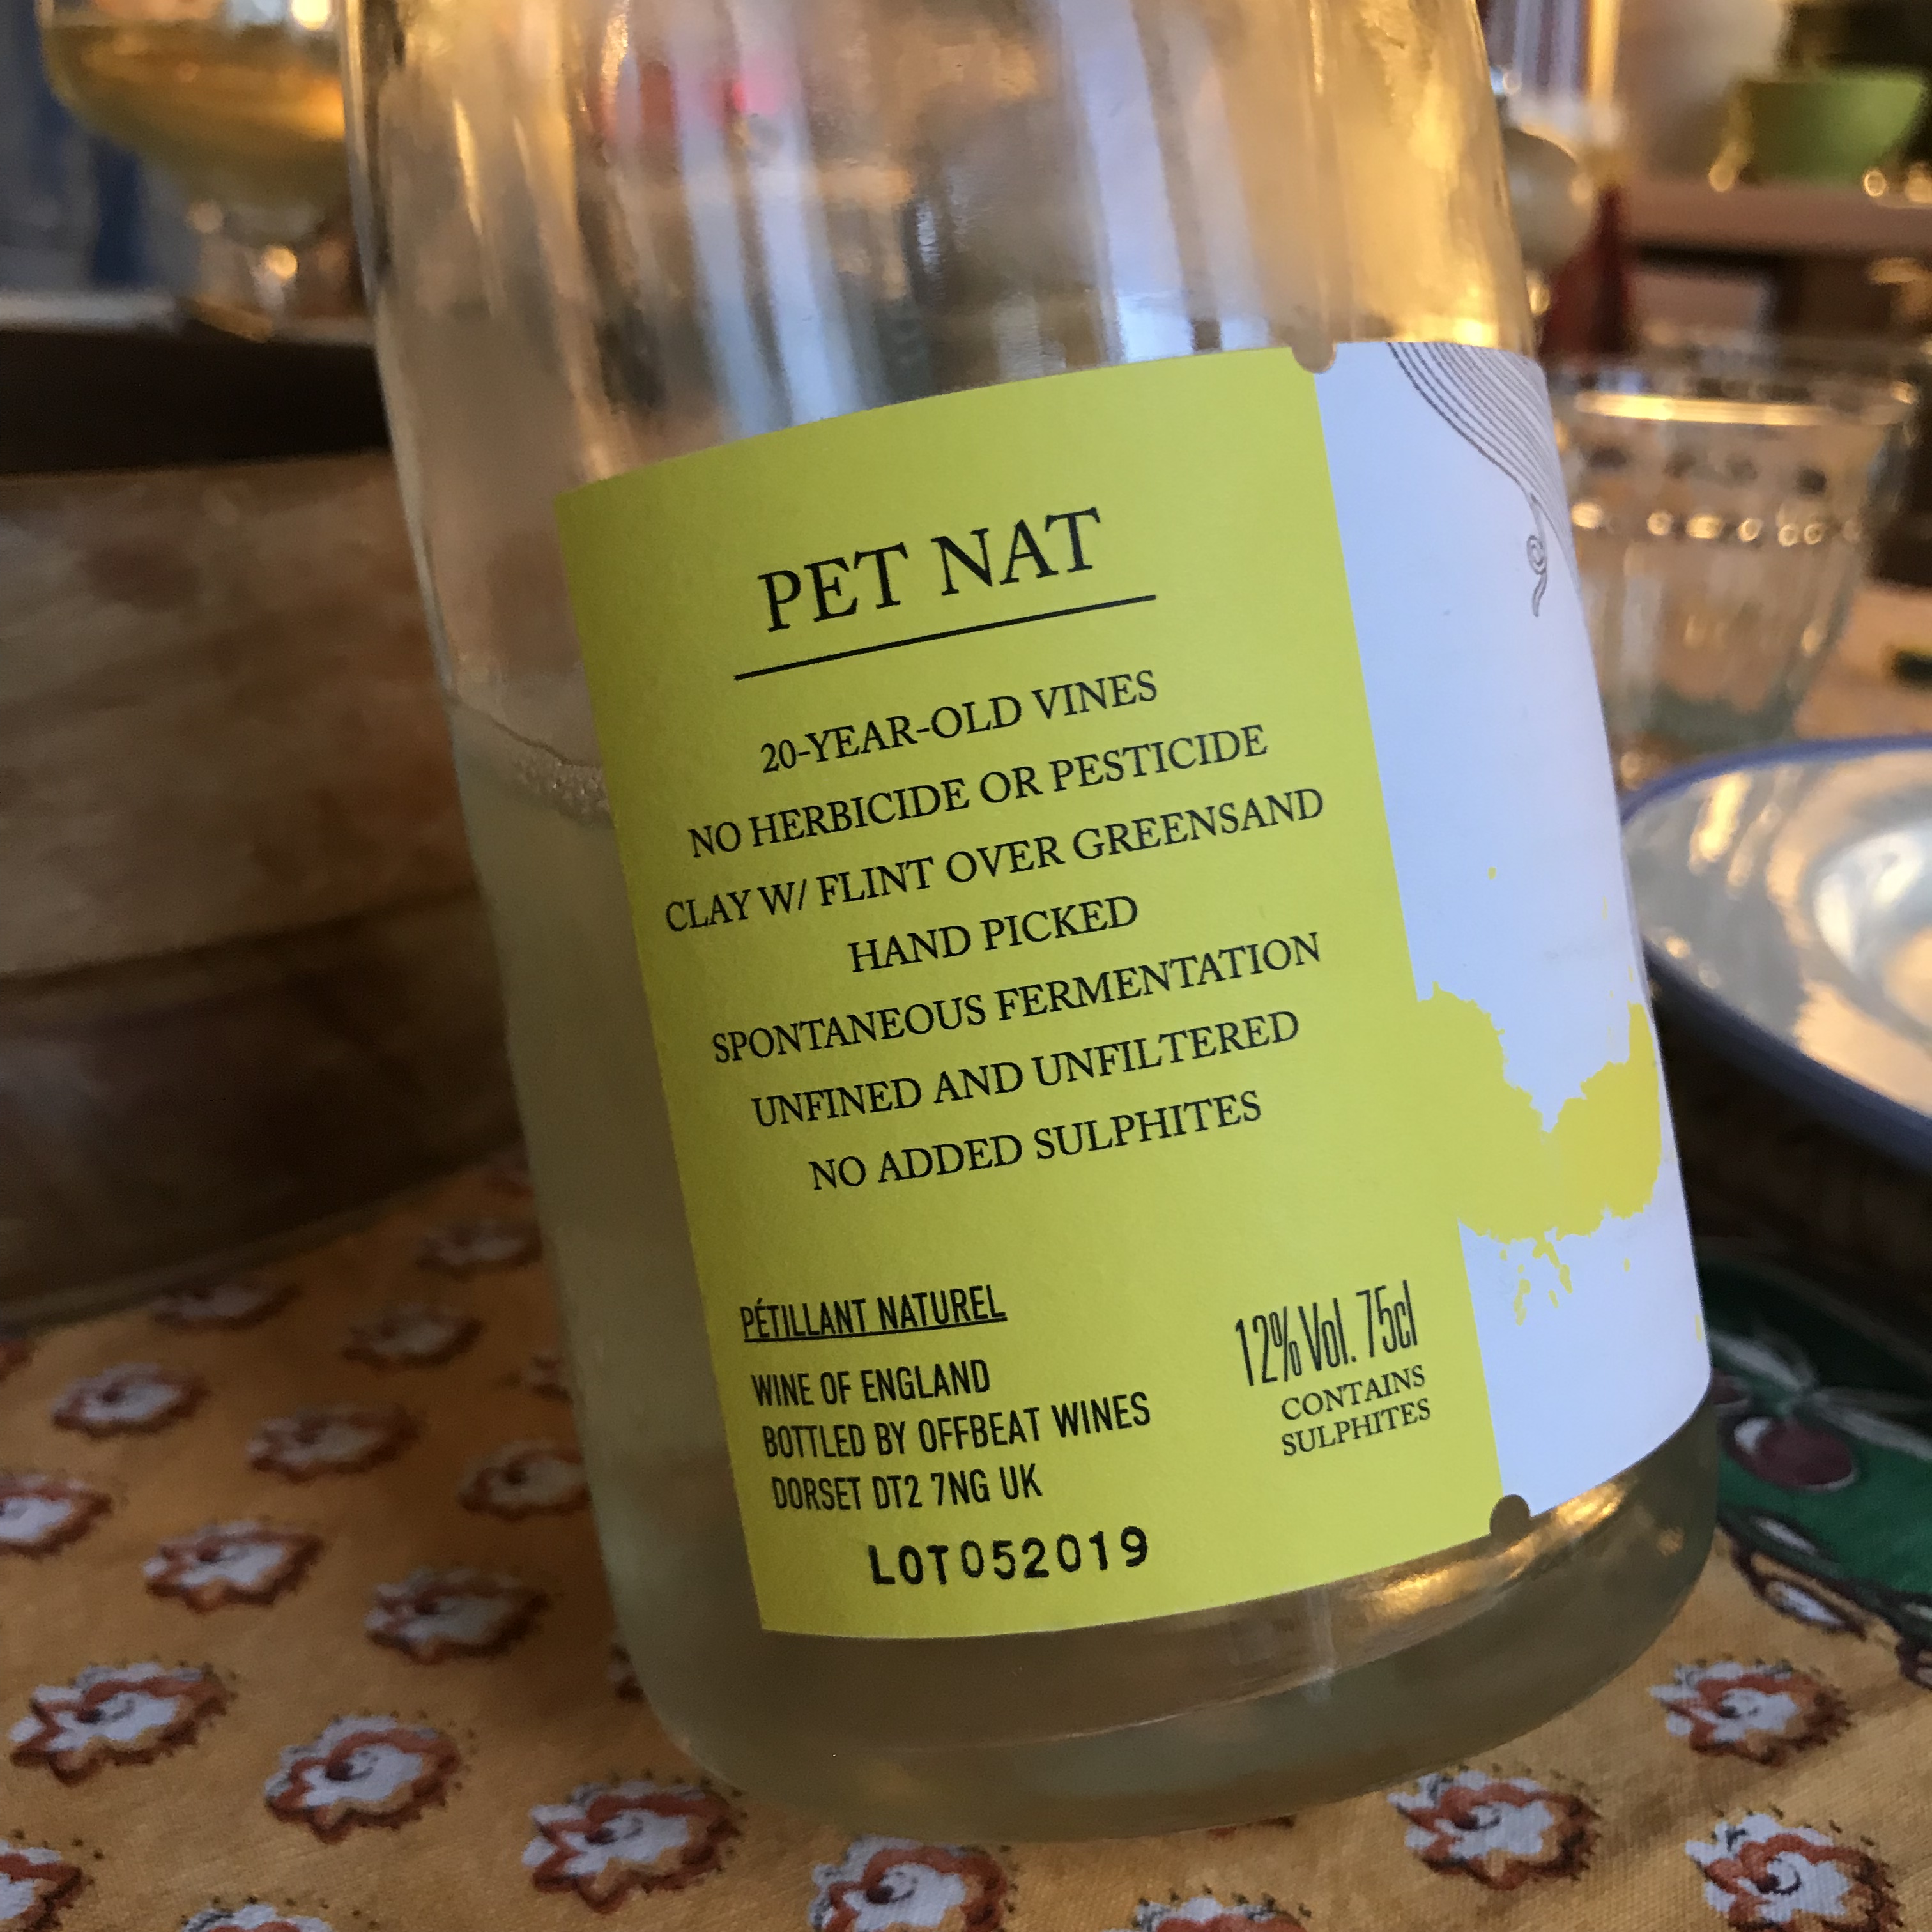 PET NAT
20-YEAR-OLD VINES
NO HERBICIDE OR PESTICIDE
CLAY W/ FLINT OVER GREENSAND
HAND PICKED
SPONTANEOUS FERMENTATION
UNFINED AND UNFILTERED
NO ADDED SULPHITES
PÉTILLANT NATUREL
WINE OF ENGLAND
BOTTLED BY OFFBEAT WINES
DORSET DT2 7NG UK
12% Vol. 75cl
CONTAINS
SULPHITES
LOT052019